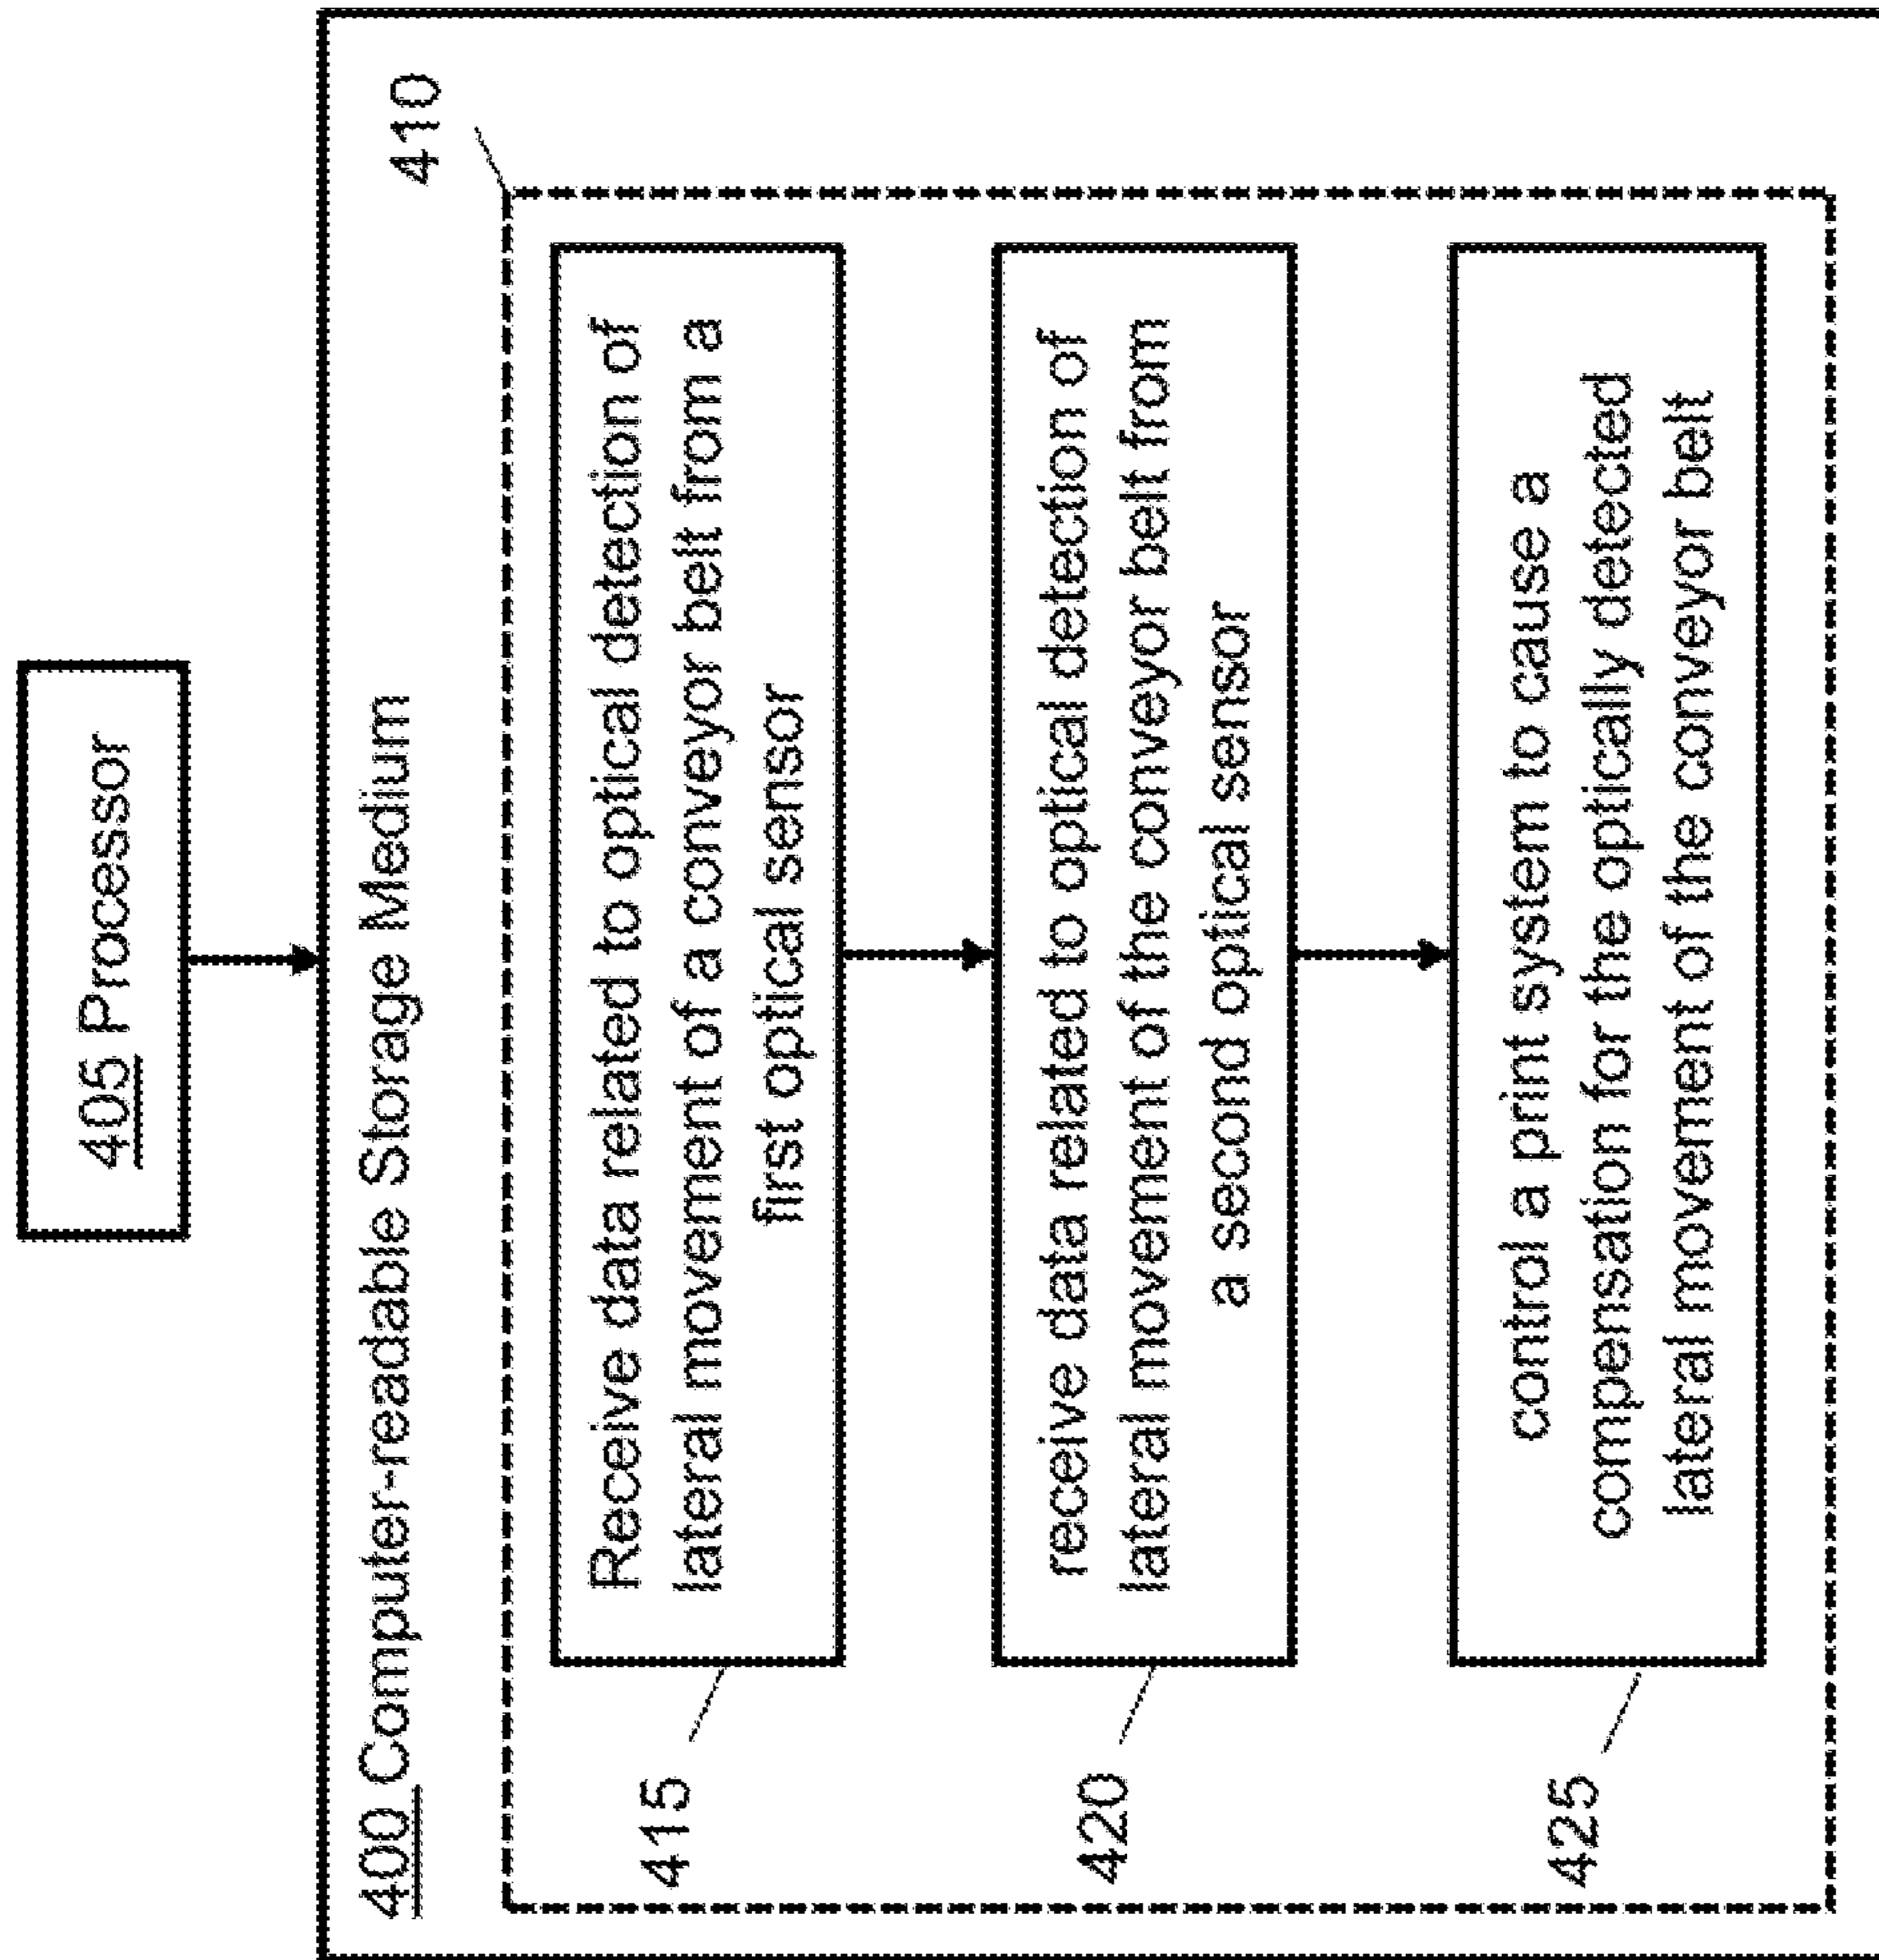 405 Processor
400 Computer-readable Storage Medium
410
415
Receive data related to optical detection of
lateral movement of a conveyor belt from a
first optical sensor
420
receive data related to optical detection of
lateral movement of the conveyor belt from
a second optical sensor
425
control a print system to cause a
compensation for the optically detected
lateral movement of the conveyor belt